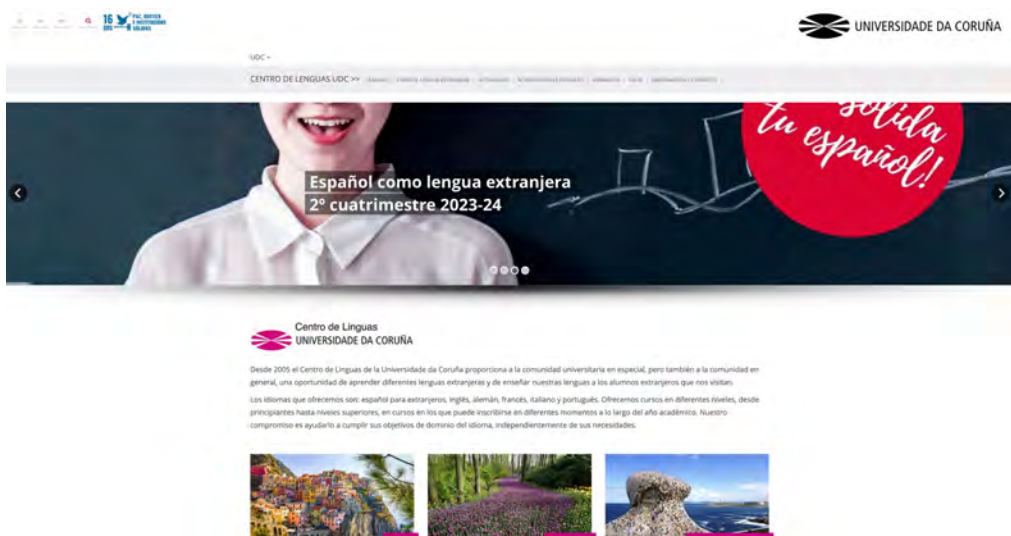 16
ODS
PAZ, XUSTIZA
E INSTITUCIÓNS
SÓLIDAS
UNIVERSIDADE DA CORUÑA
UDC
CENTRO DE LENGUAS UDC >>
solida
tu español!
Español como lengua extranjera
2º cuatrimestre 2023-24
Centro de Linguas
UNIVERSIDADE DA CORUÑA
Desde 2005 el Centro de Linguas de la Universidade da Coruña proporciona a la comunidad universitaria en especial, pero también a la comunidad en
general, una oportunidad de aprender diferentes lenguas extranjeras y de enseñar nuestras lenguas a los alumnos extranjeros que nos visitan.
Los idiomas que ofrecemos son: español para extranjeros, inglés, alemán, francés, italiano y portugués. Ofrecemos cursos en diferentes niveles, desde
principiantes hasta niveles superiores, en cursos en los que puede inscribirse en diferentes momentos a lo largo del año académico. Nuestro
compromiso es ayudarlo a cumplir sus objetivos de dominio del idioma, independientemente de sus necesidades.